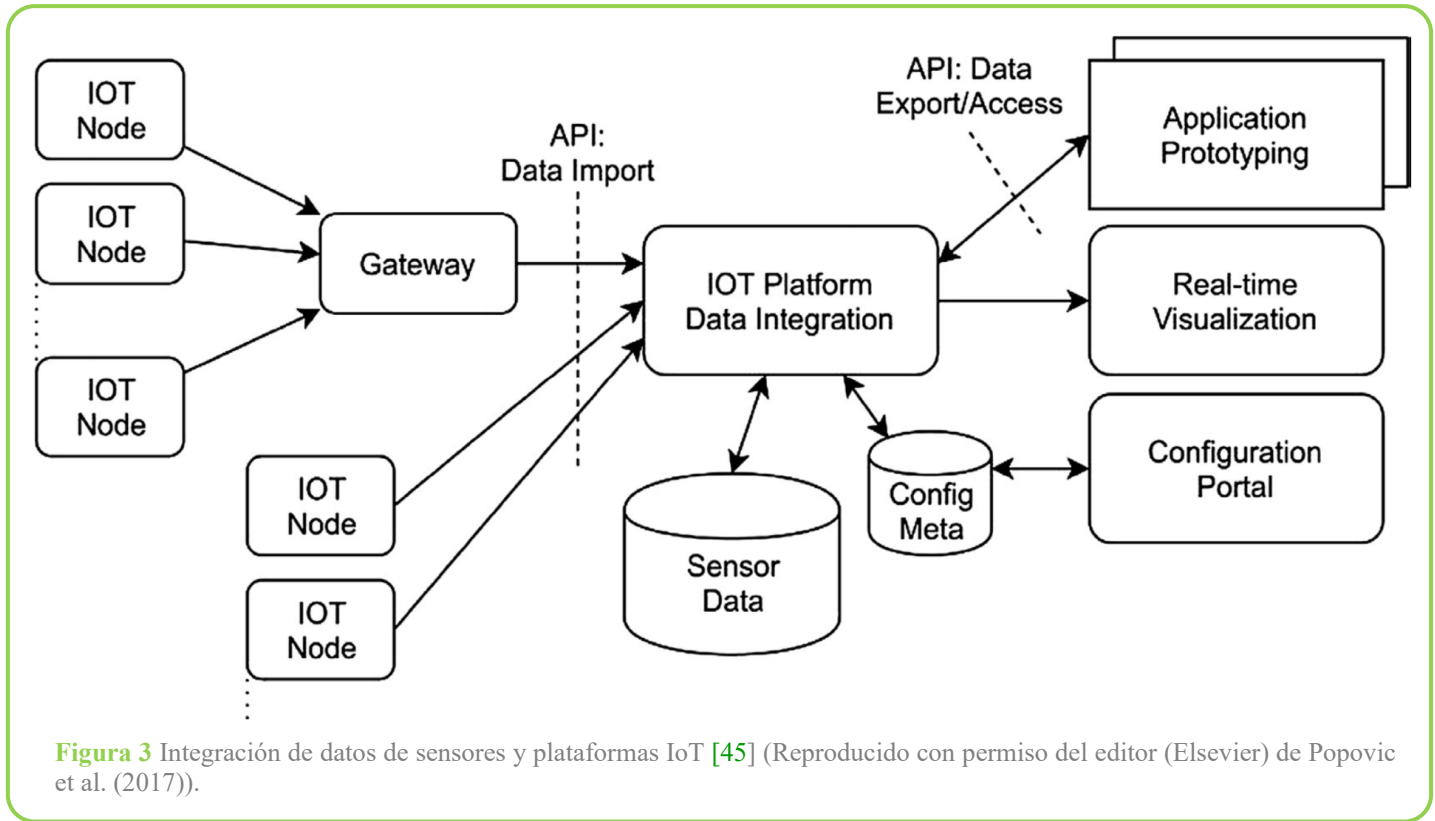 IOT
Node
IOT
Node
IOT
Node
Gateway
API:
Data Import
IOT
Node
IOT
Node
IOT Platform
Data Integration
Sensor
Data
Config
Meta
API: Data
Export/Access
Application
Prototyping
Real-time
Visualization
Configuration
Portal
Figura 3 Integración de datos de sensores y plataformas IoT [45] (Reproducido con permiso del editor (Elsevier) de Popovic
et al. (2017)).